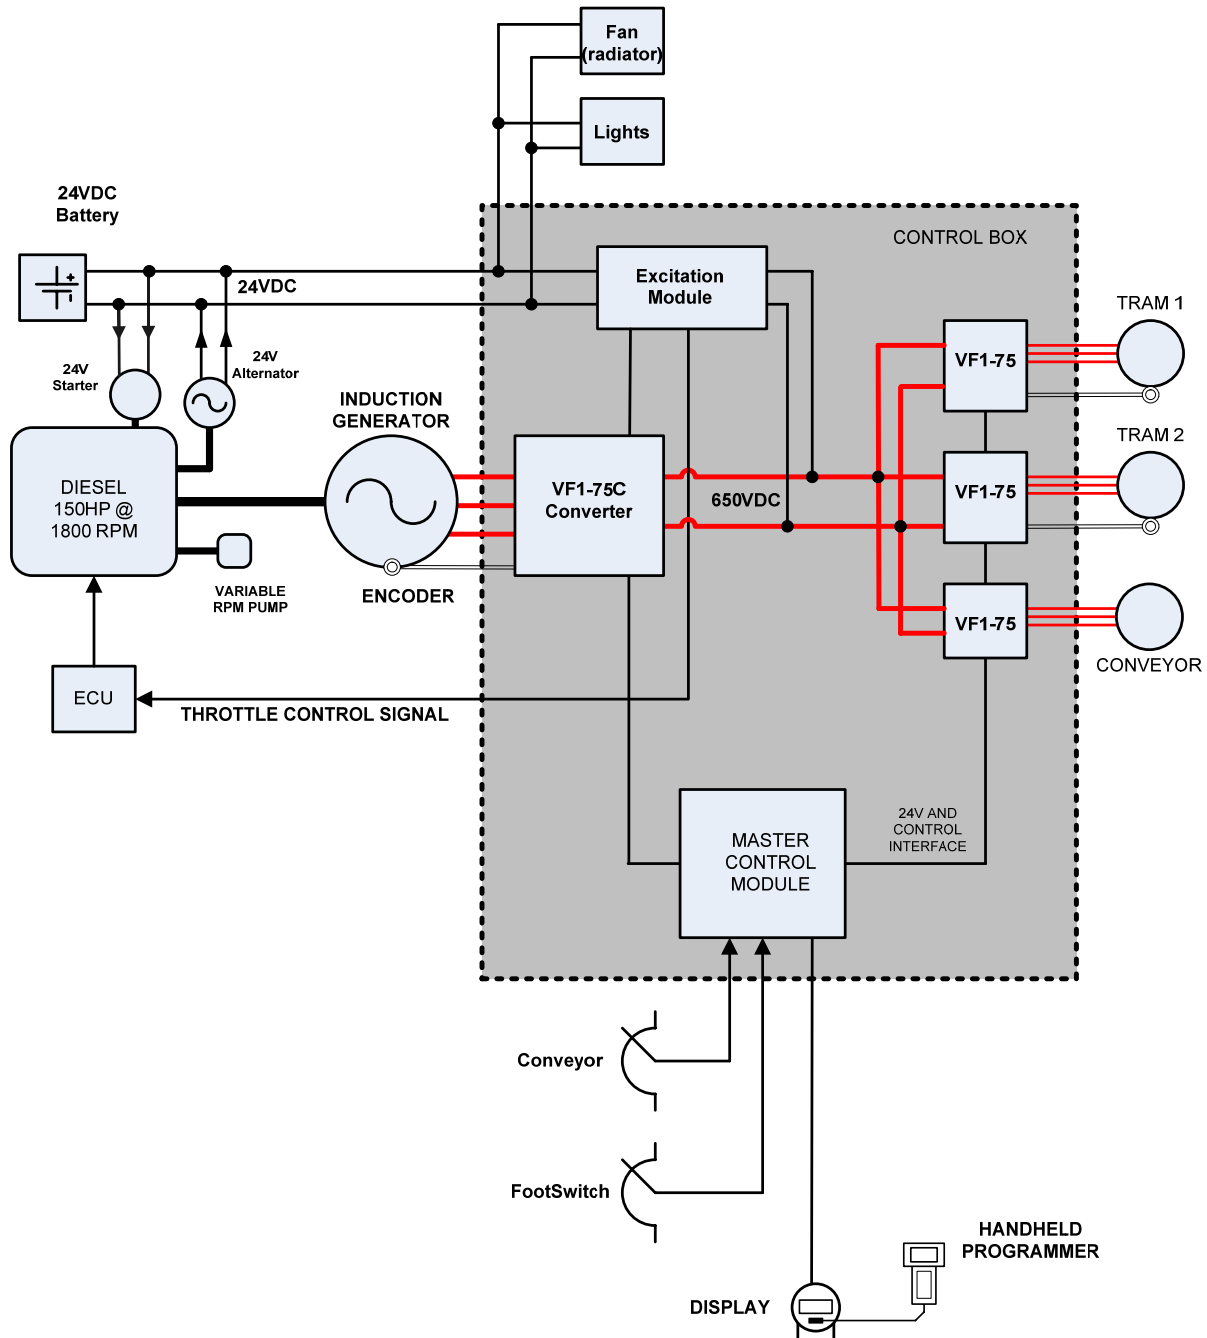 Fan
(radiator)
Lights
24VDC
Battery
CONTROL BOX
Excitation
Module
24VDC
TRAM 1
24V
Starter
24V
Alternator
VF1-75
INDUCTION
GENERATOR
TRAM 2
DIESEL
150HP @
1800 RPM
VF1-75C
Converter
650VDC
VF1-75
VARIABLE
RPM PUMP
ENCODER
VF1-75
CONVEYOR
ECU
THROTTLE CONTROL SIGNAL
24V AND
CONTROL
INTERFACE
MASTER
CONTROL
MODULE
Conveyor
FootSwitch
HANDHELD
PROGRAMMER
DISPLAY